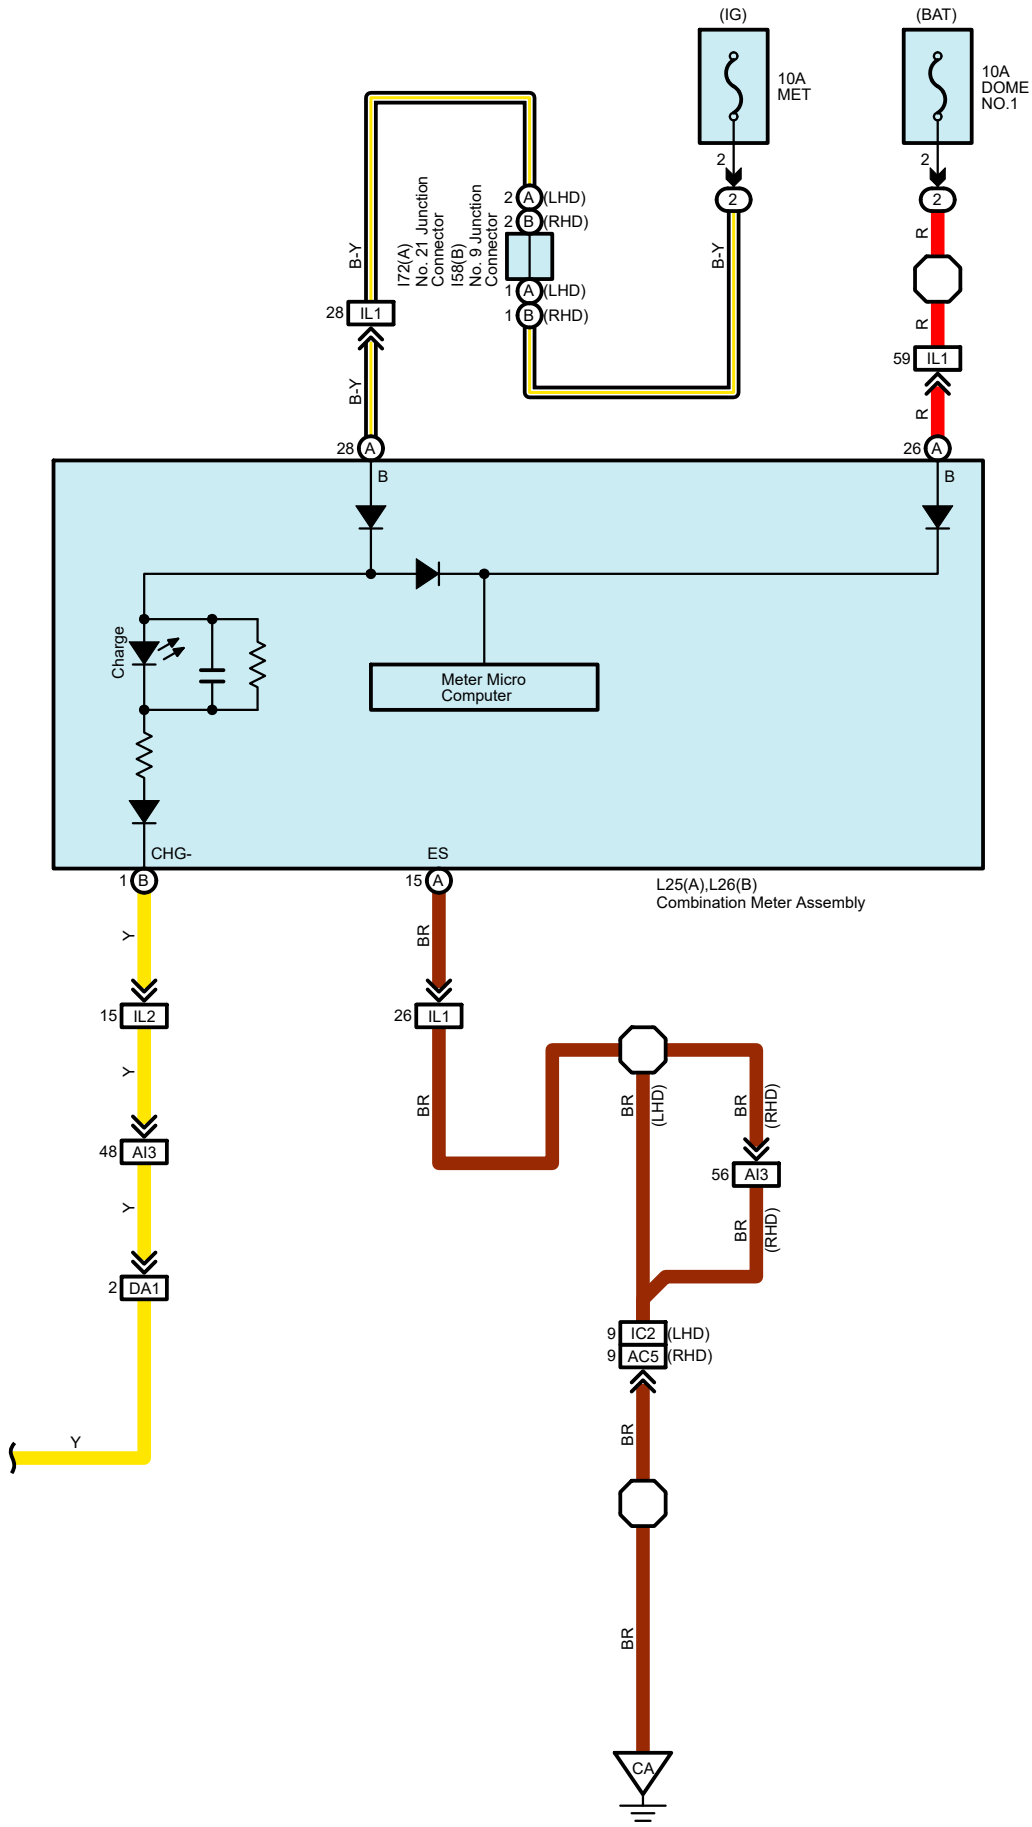 (IG)
(BAT)
10A
MET
10A
DOME
NO.1
2
2
2
2
I72(A)
No. 21 Junction
Connector
I58(B)
No. 9 Junction
Connector
2 A (LHD)
2 B (RHD)
1 A (LHD)
1 B (RHD)
B-Y
B-Y
R
28 IL1
R
59 IL1
B-Y
R
28 A
26 A
B
B
Charge
Meter Micro
Computer
CHG-
ES
1 B
15 A
L25(A),L26(B)
Combination Meter Assembly
Y
BR
15 IL2
26 IL1
Y
BR
BR
(LHD)
BR
(RHD)
48 AI3
56 AI3
Y
BR
(RHD)
2 DA1
9 IC2 (LHD)
9 AC5 (RHD)
BR
Y
BR
CA